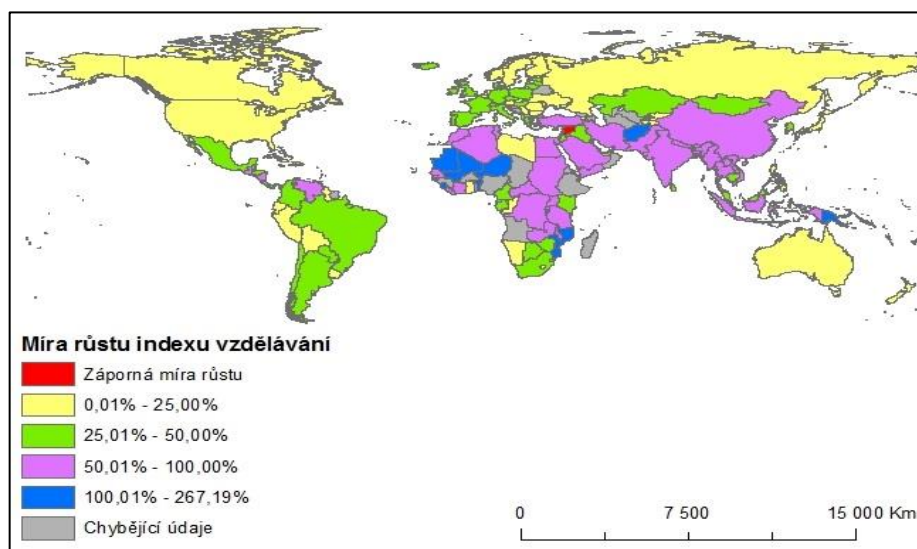 Míra růstu indexu vzdělávání
Záporná míra růstu
0,01% - 25,00%
25,01% - 50,00%
50,01% - 100,00%
100,01% - 267,19%
Chybějící údaje
0 7 500 15 000 Km